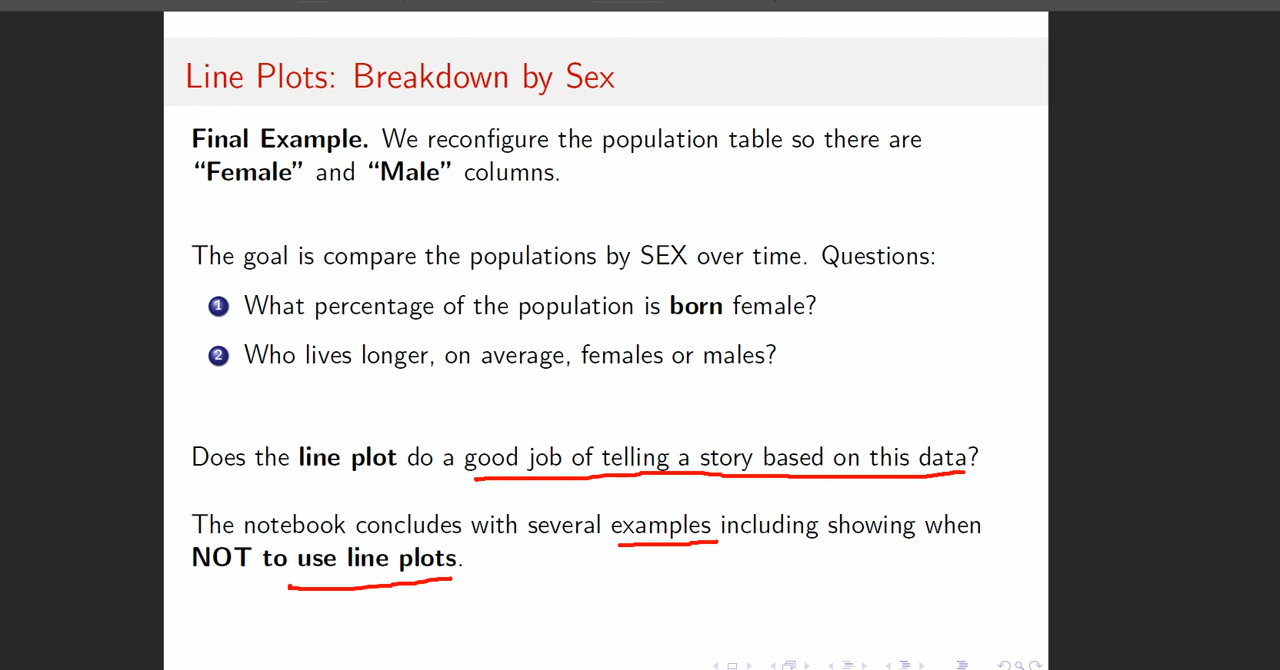 Line Plots: Breakdown by Sex
Final Example. We reconfigure the population table so there are
“Female” and “Male” columns.
The goal is compare the populations by SEX over time. Questions:
1 What percentage of the population is born female?
2 Who lives longer, on average, females or males?
Does the line plot do a good job of telling a story based on this data?
The notebook concludes with several examples including showing when
NOT to use line plots.